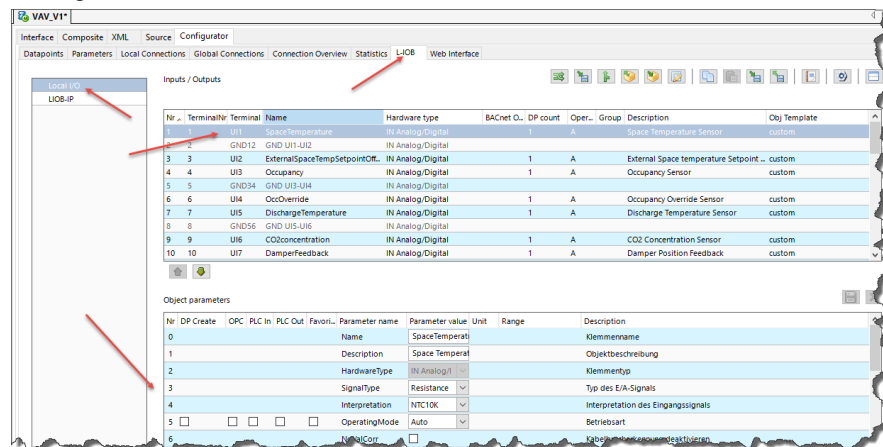 VAV_V1*
Interface Composite XML Source Configurator
Datapoints Parameters Local Connections Global Connections Connection Overview Statistics L-IOB Web Interface
Local I/O
LIOB-IP
Inputs / Outputs
Nr TerminalNr Terminal Name Hardware type BACnet O... DP count Oper... Group Description Obj Template
1 1 UI1 SpaceTemperature IN Analog/Digital 1 A Space Temperature Sensor custom
2 2 GND12 GND UI1-UI2 IN Analog/Digital
3 3 UI2 ExternalSpaceTempSetpointOff... IN Analog/Digital 1 A External Space temperature Setpoint ... custom
4 4 UI3 Occupancy IN Analog/Digital 1 A Occupancy Sensor custom
5 5 GND34 GND UI3-UI4 IN Analog/Digital
6 6 UI4 OccOverride IN Analog/Digital 1 A Occupancy Override Sensor custom
7 7 UI5 DischargeTemperature IN Analog/Digital 1 A Discharge Temperature Sensor custom
8 8 GND56 GND UI5-UI6 IN Analog/Digital
9 9 UI6 CO2concentration IN Analog/Digital 1 A CO2 Concentration Sensor custom
10 10 UI7 DamperFeedback IN Analog/Digital 1 A Damper Position Feedback custom
Object parameters
Nr DP Create OPC PLC In PLC Out Favori... Parameter name Parameter value Unit Range Description
0 Name SpaceTemperati Klemmenname
1 Description Space Temperat Objektbeschreibung
2 HardwareType IN Analog/I Klemmentyp
3 SignalType Resistance Typ des E/A-Signals
4 Interpretation NTC10K Interpretation des Eingangssignals
5 OperatingMode Auto Betriebsart
6